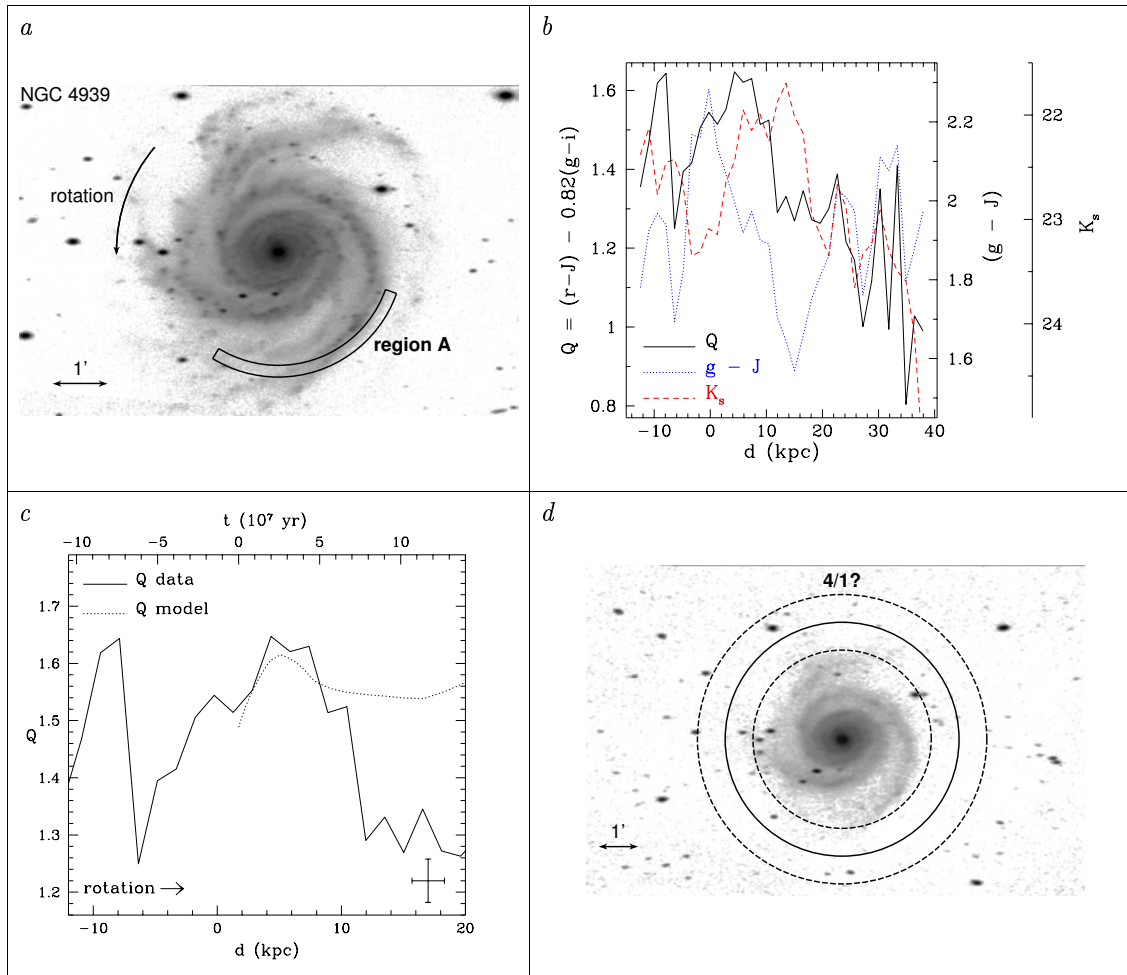 a
NGC 4939
rotation
region A
1'
b
1.6
1.4
1.2
1
0.8
Q = (r-J) - 0.82(g-i)
2.2
2
1.8
1.6
(g - J)
22
23
24
Ks
Q
g - J
Ks
-10 0 10 20 30 40
d (kpc)
c
t (10⁷ yr)
-10 -5 0 5 10
Q data
Q model
1.7
1.6
1.5
1.4
1.3
1.2
Q
rotation →
-10 0 10 20
d (kpc)
d
4/1?
1'